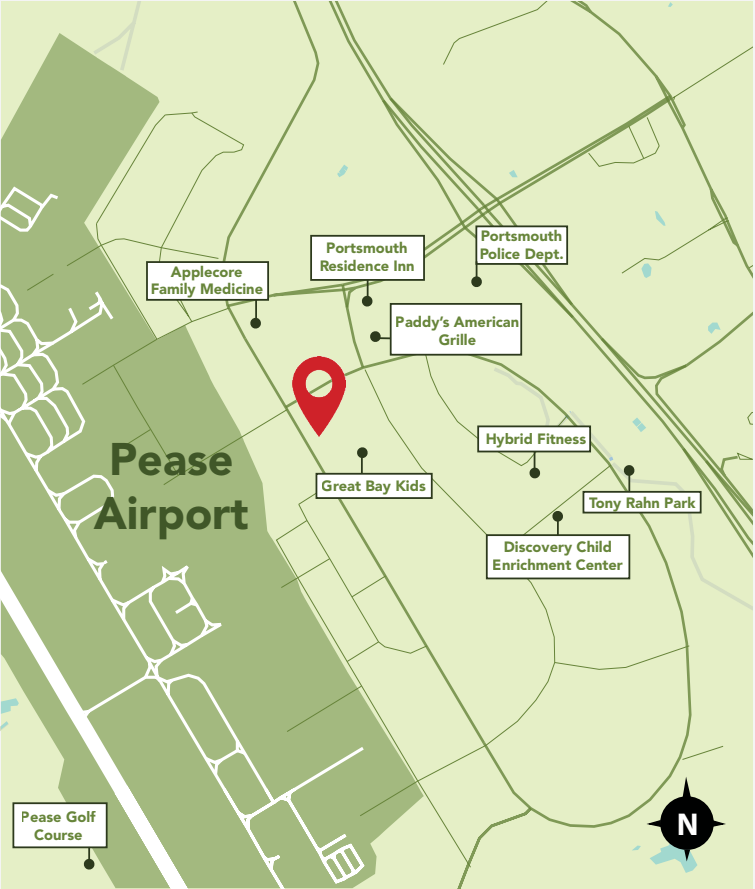 Portsmouth
Police Dept.
Portsmouth
Residence Inn
Applecore
Family Medicine
Paddy's American
Grille
Pease
Airport
Hybrid Fitness
Great Bay Kids
Tony Rahn Park
Discovery Child
Enrichment Center
Pease Golf
Course
N